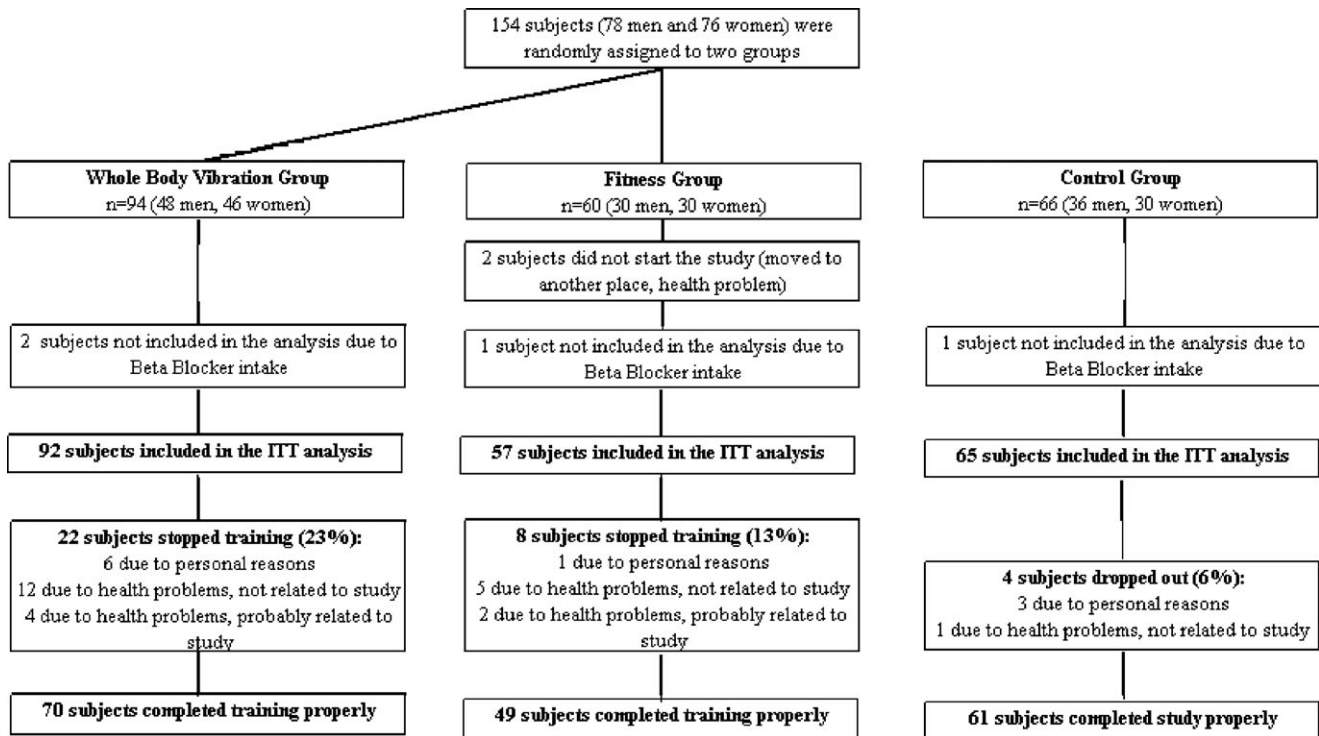 154 subjects (78 men and 76 women) were
randomly assigned to two groups
Whole Body Vibration Group
n=94 (48 men, 46 women)
Fitness Group
n=60 (30 men, 30 women)
Control Group
n=66 (36 men, 30 women)
2 subjects did not start the study (moved to
another place, health problem)
2 subjects not included in the analysis due to
Beta Blocker intake
1 subject not included in the analysis due to
Beta Blocker intake
1 subject not included in the analysis due to
Beta Blocker intake
92 subjects included in the ITT analysis
57 subjects included in the ITT analysis
65 subjects included in the ITT analysis
22 subjects stopped training (23%):
6 due to personal reasons
12 due to health problems, not related to study
4 due to health problems, probably related to
study
8 subjects stopped training (13%):
1 due to personal reasons
5 due to health problems, not related to study
2 due to health problems, probably related to
study
4 subjects dropped out (6%):
3 due to personal reasons
1 due to health problems, not related to study
70 subjects completed training properly
49 subjects completed training properly
61 subjects completed study properly